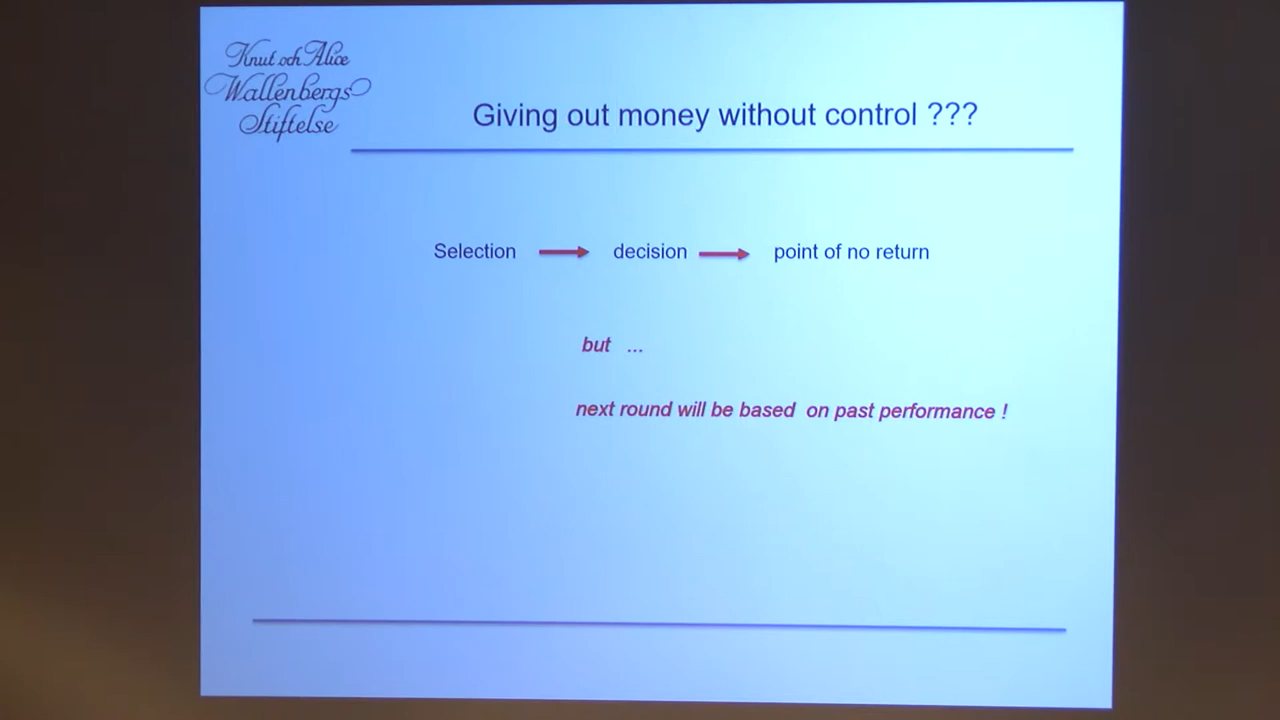 Knut och Alice
Wallenbergs
Stiftelse
Giving out money without control ???
Selection decision point of no return
but ...
next round will be based on past performance !